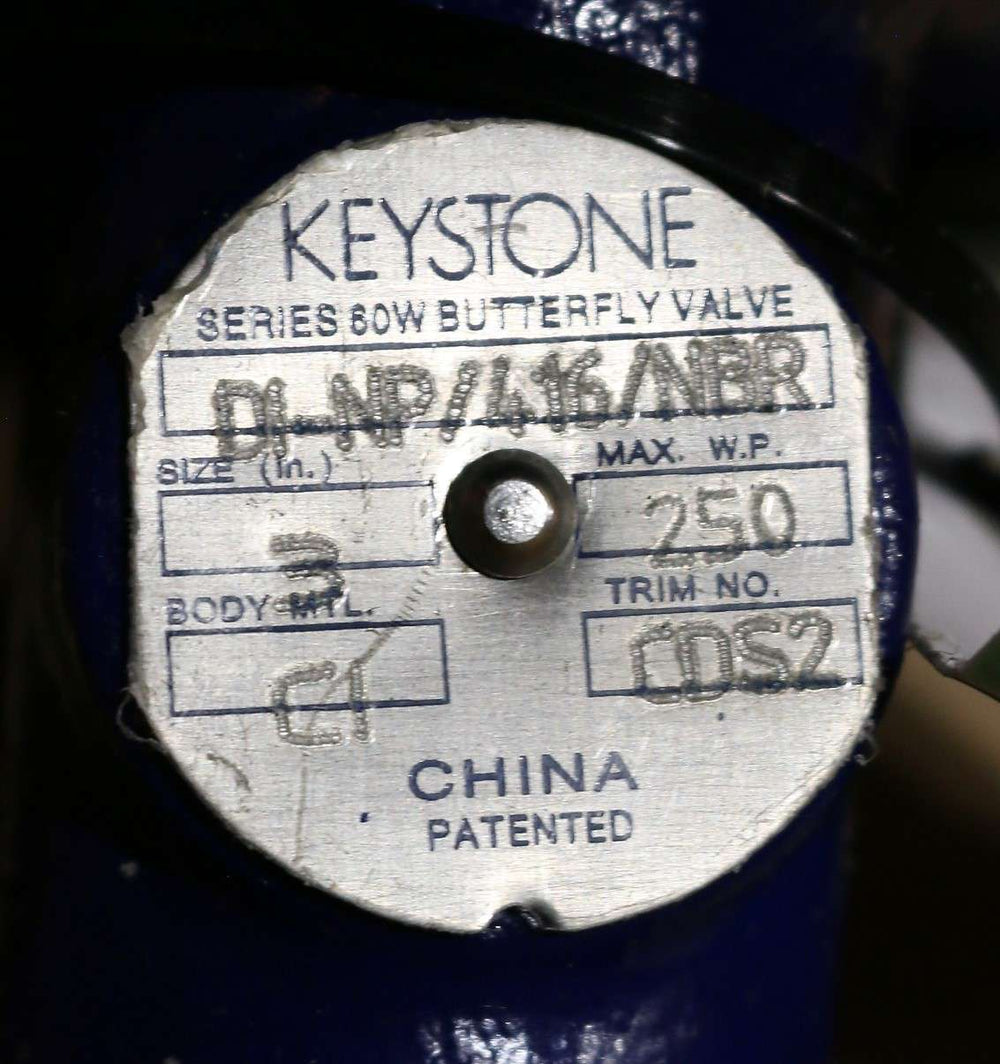 KEYSTONE
SERIES 60W BUTTERFLY VALVE
DI-NP/416/NBR
SIZE (in.)
3
MAX. W.P.
250
BODY MTL.
CI
TRIM NO.
CDS2
CHINA
PATENTED